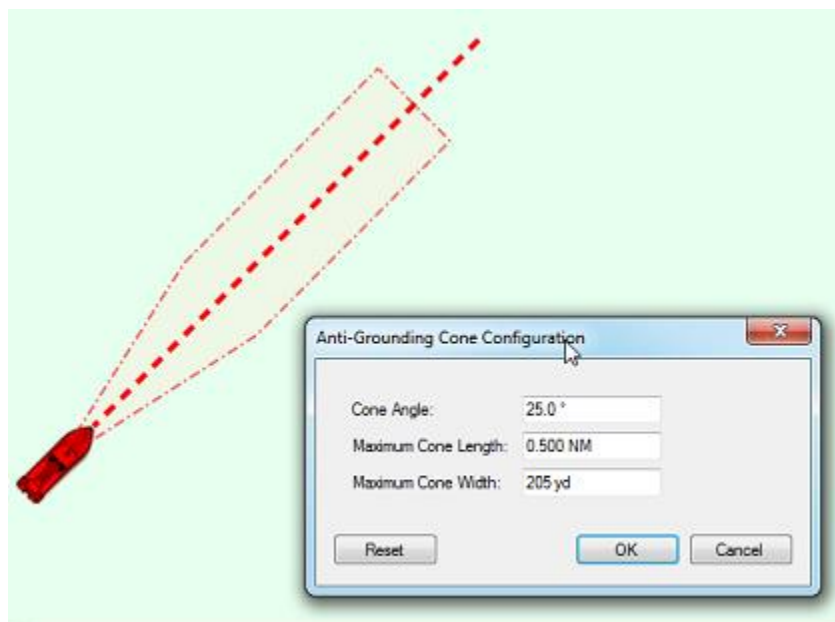 Anti-Grounding Cone Configuration
Cone Angle: 25.0 °
Maximum Cone Length: 0.500 NM
Maximum Cone Width: 205 yd
Reset OK Cancel